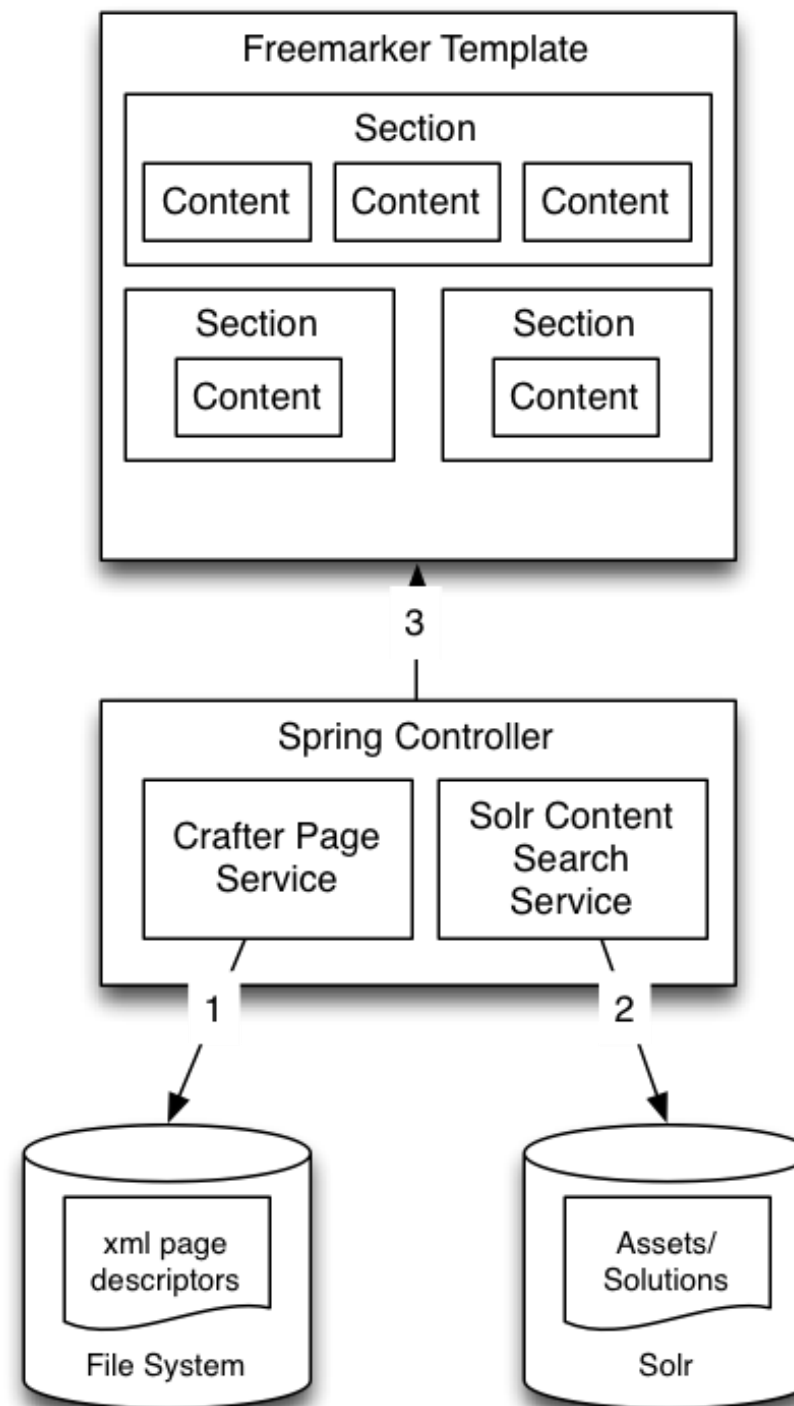 Freemarker Template
Section
Content Content Content
Section Section
Content Content
3
Spring Controller
Crafter Page
Service
Solr Content
Search
Service
1 2
xml page
descriptors
File System
Assets/
Solutions
Solr